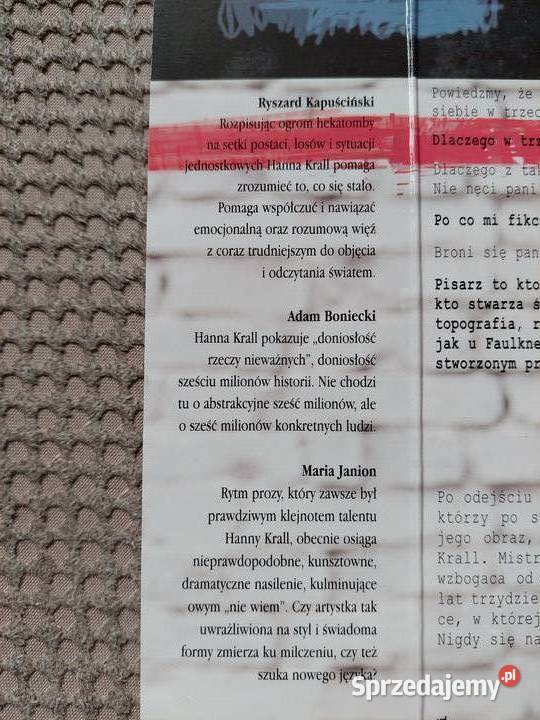 Ryszard Kapuściński
Rozpisując ogrom hekatomby
na setki postaci, losów i sytuacji
jednostkowych Hanna Krall pomaga
zrozumieć to, co się stało.
Pomaga współczuć i nawiązać
emocjonalną oraz rozumową więź
z coraz trudniejszym do objęcia
i odczytania światem.
Adam Boniecki
Hanna Krall pokazuje „doniosłość
rzeczy nieważnych”, doniosłość
sześciu milionów historii. Nie chodzi
tu o abstrakcyjne sześć milionów, ale
o sześć milionów konkretnych ludzi.
Maria Janion
Rytm prozy, który zawsze był
prawdziwym klejnotem talentu
Hanny Krall, obecnie osiąga
nieprawdopodobne, kunsztowne,
dramatyczne nasilenie, kulminujące
owym „nie wiem”. Czy artystka tak
uwrażliwiona na styl i świadoma
formy zmierza ku milczeniu, czy też
szuka nowego języka?
Powiedzmy, że
siebie w trzec
Dlaczego w trz
Dlaczego z tak
Nie nęci pani
Po co mi fikc
Broni się pan
Pisarz to kto
kto stwarza ś
topografia, r
jak u Faulkne
stworzonym pr
Po odejściu
którzy po s
jego obraz,
Krall. Mistr
wzbogaca od
lat trzydzie
ce, w której
Nigdy się na
Sprzedajemy.pl